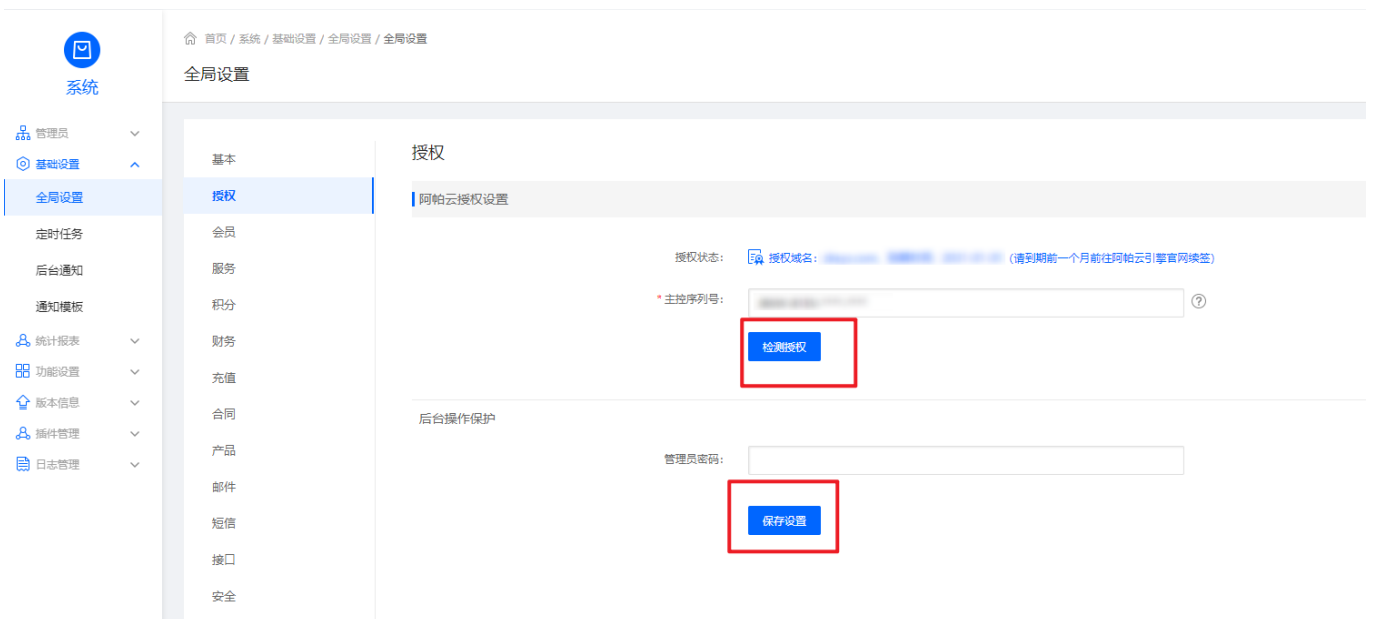 首页 / 系统 / 基础设置 / 全局设置 / 全局设置
全局设置
系统
管理员
基础设置
全局设置
定时任务
后台通知
通知模板
统计报表
功能设置
版本信息
插件管理
日志管理
基本
授权
会员
服务
积分
财务
充值
合同
产品
邮件
短信
接口
安全
授权
阿帕云授权设置
授权状态：
授权域名：
(请到期前一个月前往阿帕云引擎官网续签)
* 主控序列号：
检测授权
后台操作保护
管理员密码：
保存设置